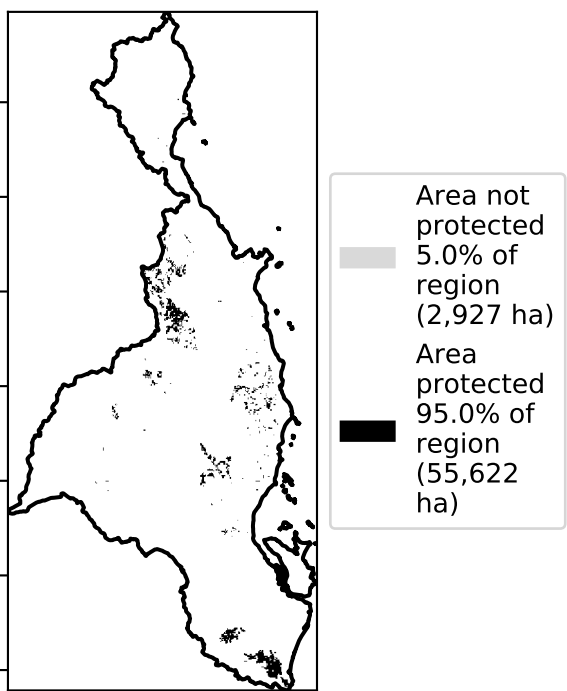 Area not
protected
5.0% of
region
(2,927 ha)
Area
protected
95.0% of
region
(55,622
ha)